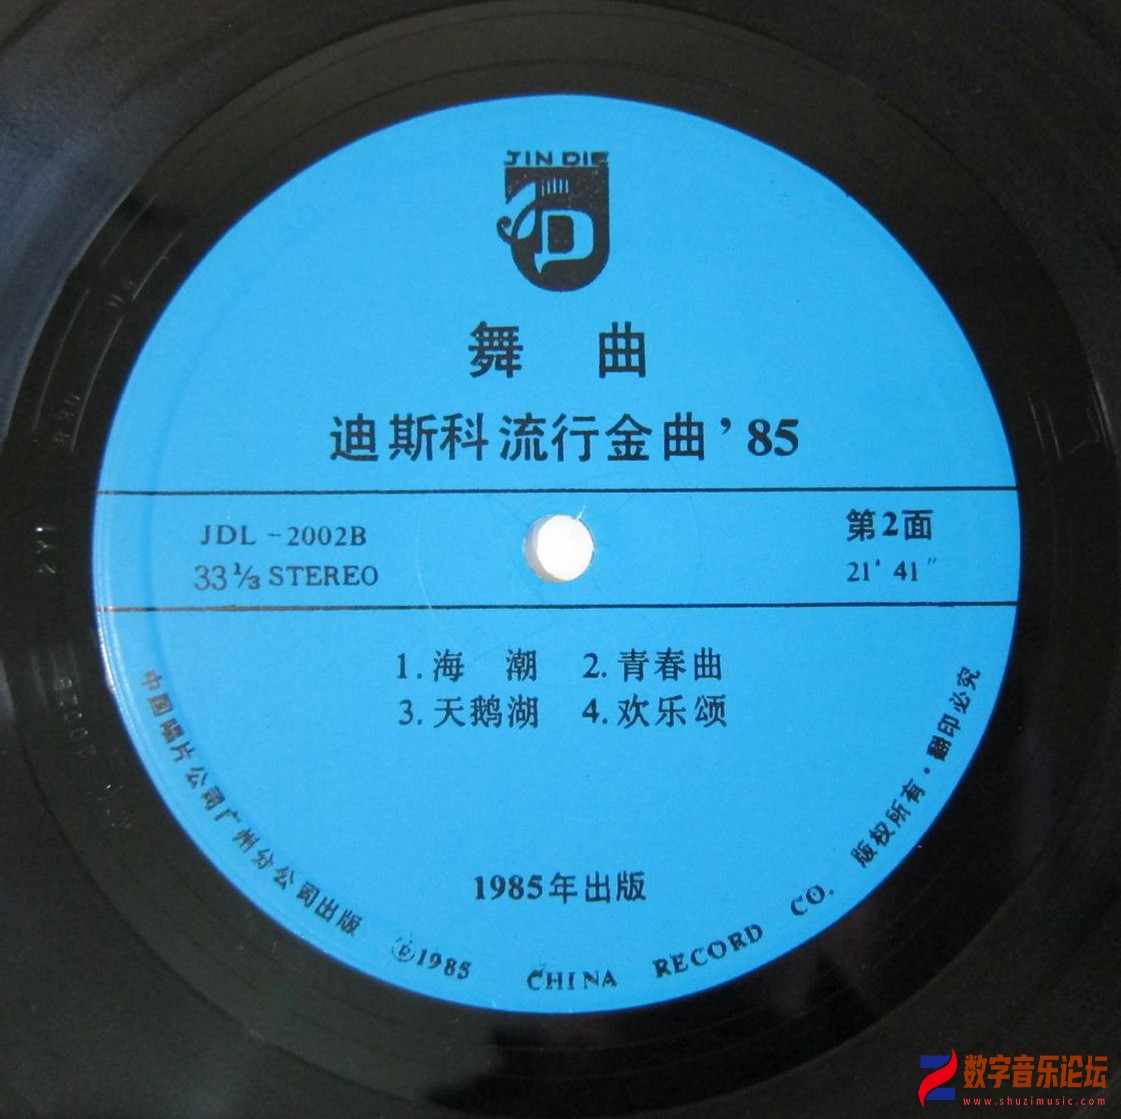 JIN DIE
JD
舞 曲
迪斯科流行金曲’85
JDL-2002B
33⅓ STEREO
第2面
21′ 41″
1.海 潮 2.青春曲
3.天鹅湖 4.欢乐颂
1985年出版
中国唱片公司广州分公司出版 ℗1985 CHINA RECORD CO. 版权所有·翻印必究
数字音乐论坛
www.shuzimusic.com